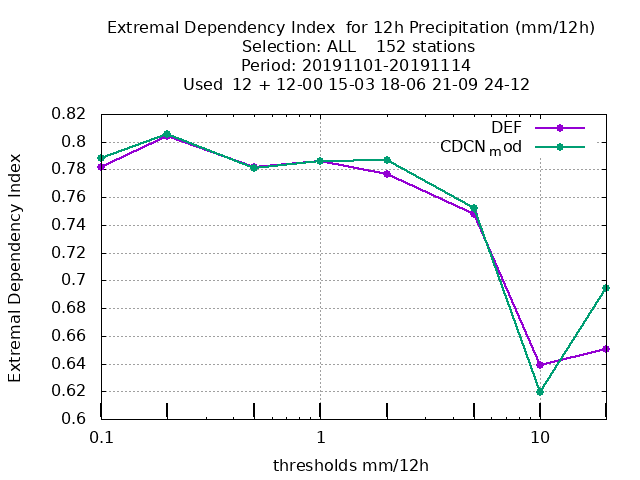 Extremal Dependency Index  for 12h Precipitation (mm/12h)
Selection: ALL    152 stations
Period: 20191101-20191114
Used  12 + 12-00 15-03 18-06 21-09 24-12
DEF
CDCN_mod
Extremal Dependency Index
0.82
0.8
0.78
0.76
0.74
0.72
0.7
0.68
0.66
0.64
0.62
0.6
0.1 1 10
thresholds mm/12h